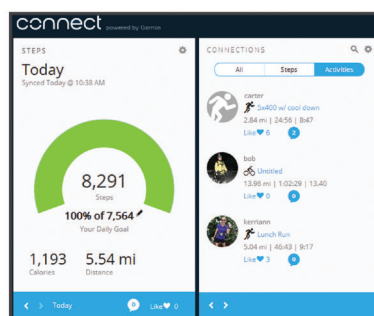 connect powered by Garmin
STEPS
Today
Synced Today @ 10:38 AM
8,291
Steps
100% of 7,564
Your Daily Goal
1,193
Calories
5.54 mi
Distance
Today
0
Like 0
CONNECTIONS
All
Steps
Activities
carter
5x400 w/ cool down
2.84 mi | 24:56 | 8:47
Like 6
2
bob
Untitled
13.96 mi | 1:02:29 | 13.40
Like 0
0
kerriann
Lunch Run
5.04 mi | 46:43 | 9:17
Like 3
0